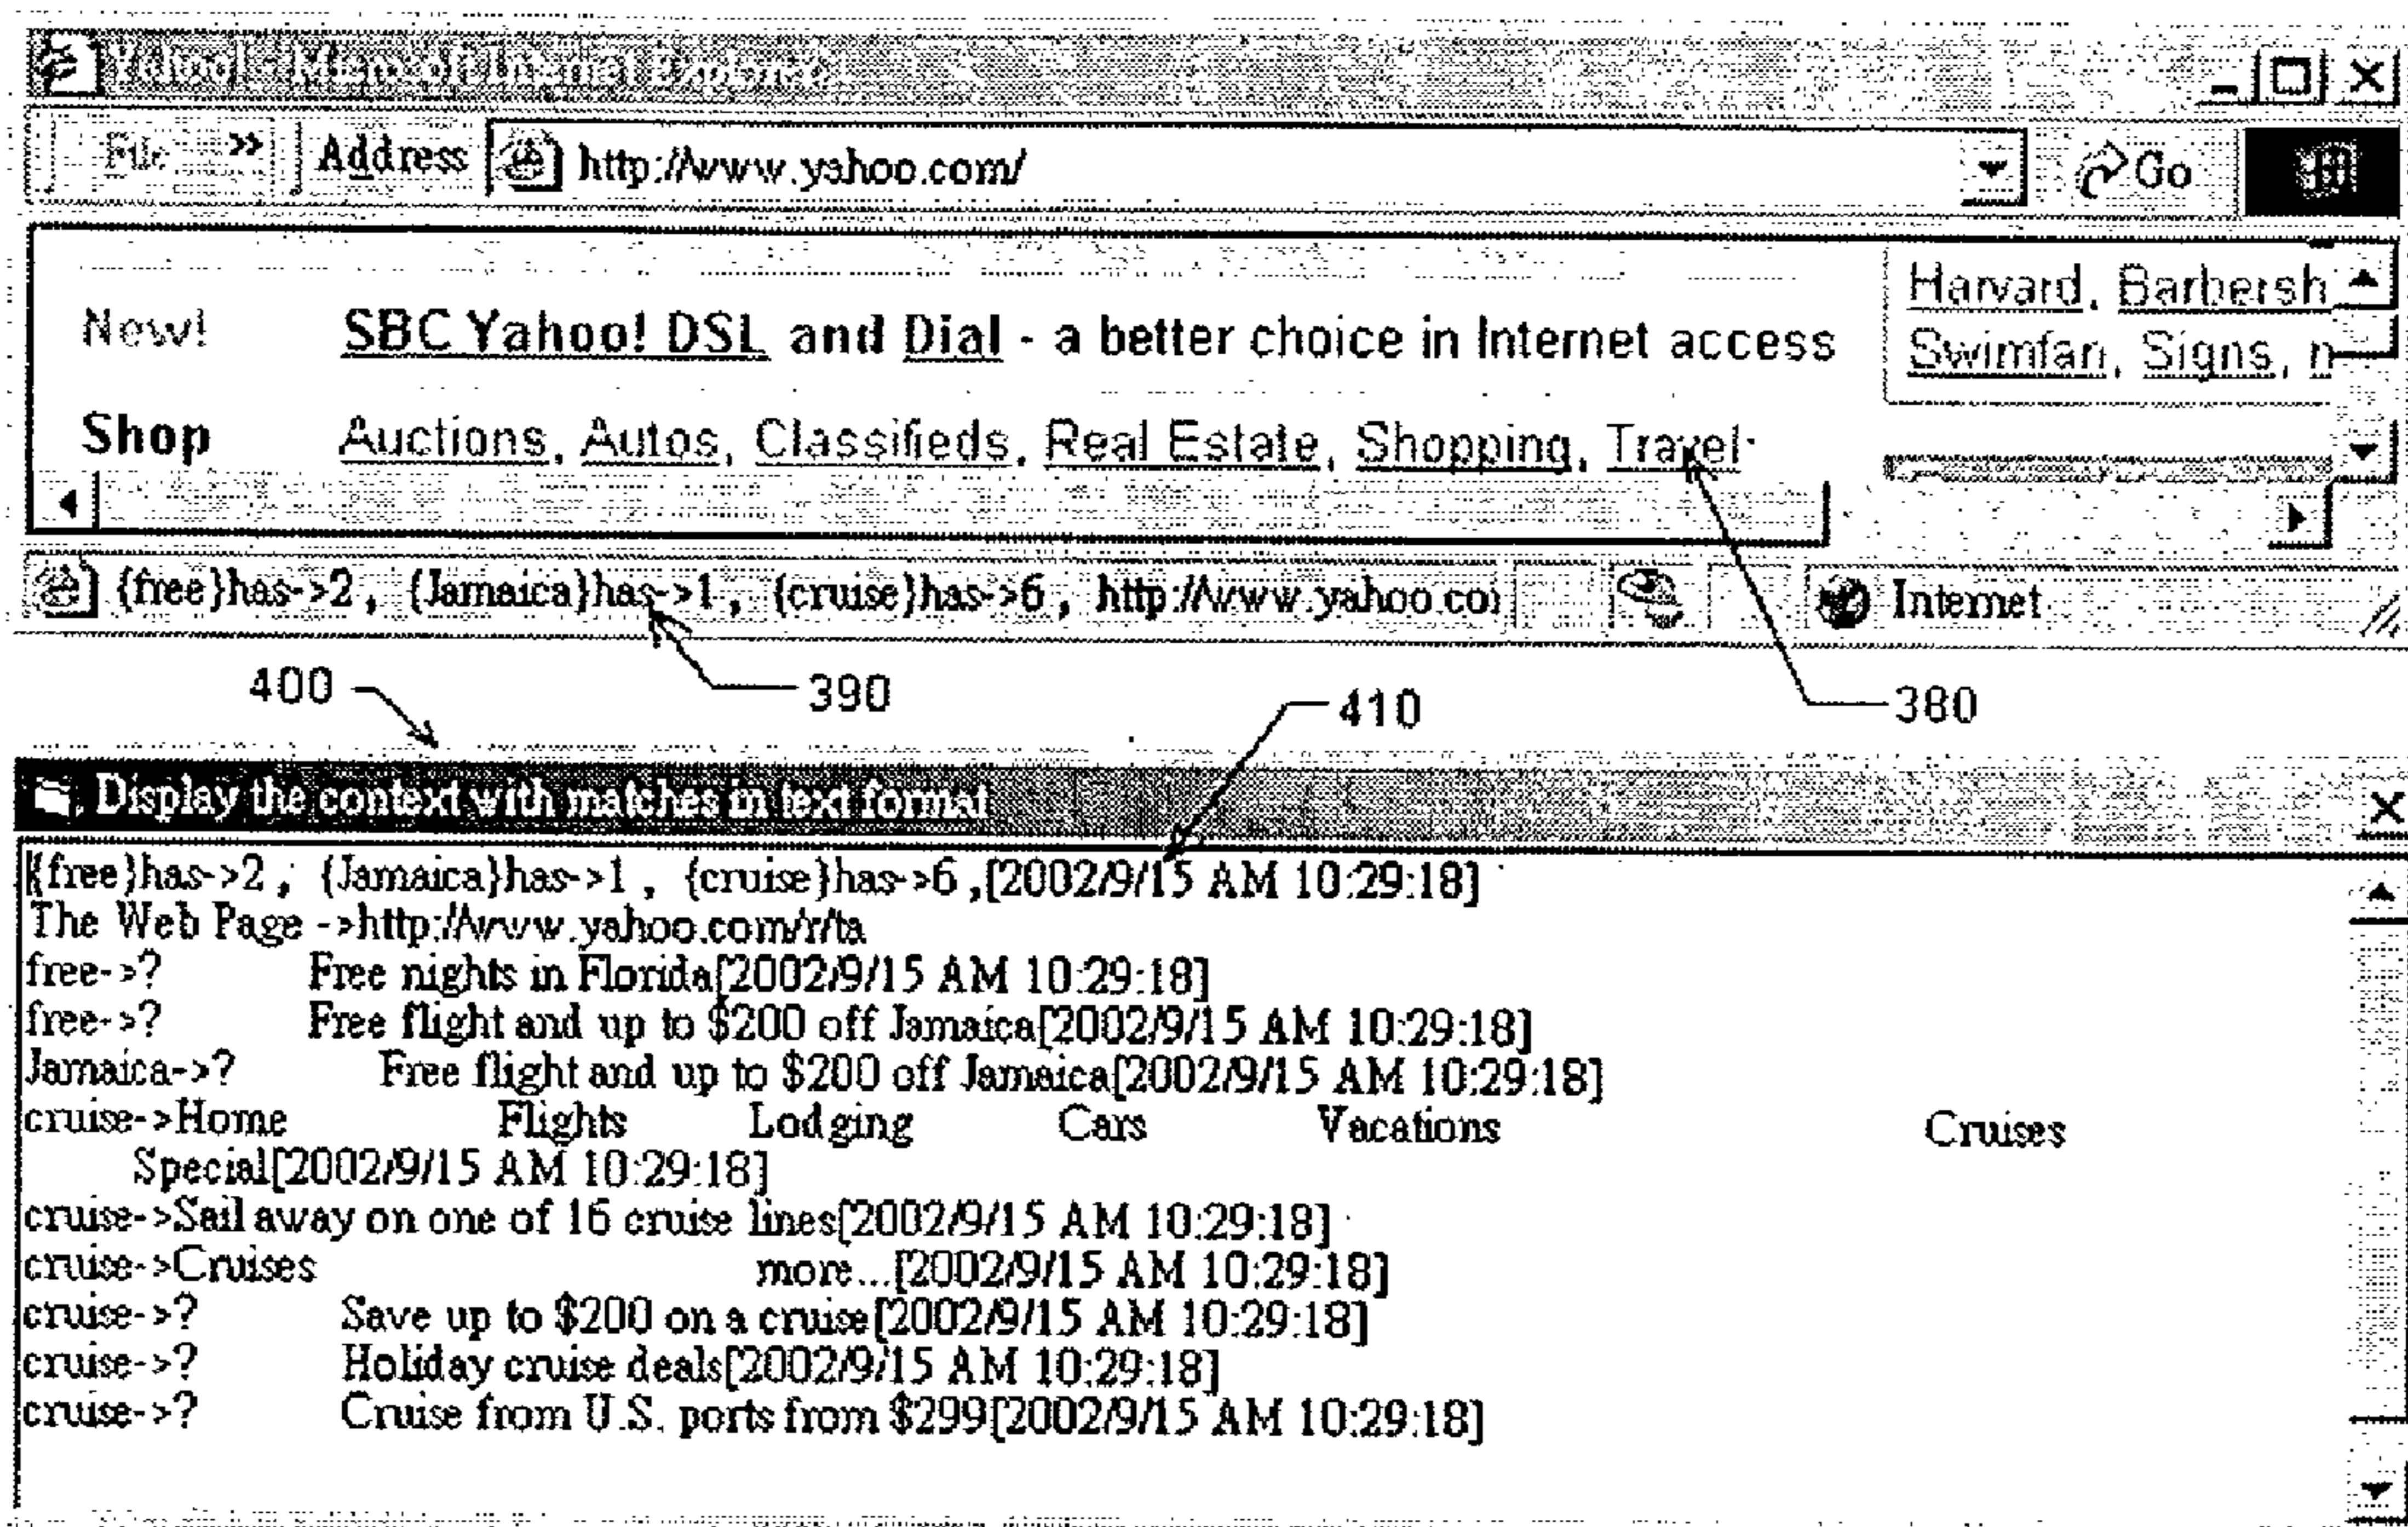 Yahoo! - Microsoft Internet Explorer
File » Address http://www.yahoo.com/ Go
Harvard, Barbersh
New! SBC Yahoo! DSL and Dial - a better choice in Internet access
Swimfan, Signs, n
Shop Auctions, Autos, Classifieds, Real Estate, Shopping, Travel
{free}has->2 , {Jamaica}has->1 , {cruise}has->6 , http://www.yahoo.co Internet
400 390 410 380
Display the context with matches in text format
{free}has->2 , {Jamaica}has->1 , {cruise}has->6 ,[2002/9/15 AM 10:29:18]
The Web Page ->http://www.yahoo.com/r/ta
free->? Free nights in Florida[2002/9/15 AM 10:29:18]
free->? Free flight and up to $200 off Jamaica[2002/9/15 AM 10:29:18]
Jamaica->? Free flight and up to $200 off Jamaica[2002/9/15 AM 10:29:18]
cruise->Home Flights Lodging Cars Vacations Cruises
Special[2002/9/15 AM 10:29:18]
cruise->Sail away on one of 16 cruise lines[2002/9/15 AM 10:29:18]
cruise->Cruises more...[2002/9/15 AM 10:29:18]
cruise->? Save up to $200 on a cruise[2002/9/15 AM 10:29:18]
cruise->? Holiday cruise deals[2002/9/15 AM 10:29:18]
cruise->? Cruise from U.S. ports from $299[2002/9/15 AM 10:29:18]